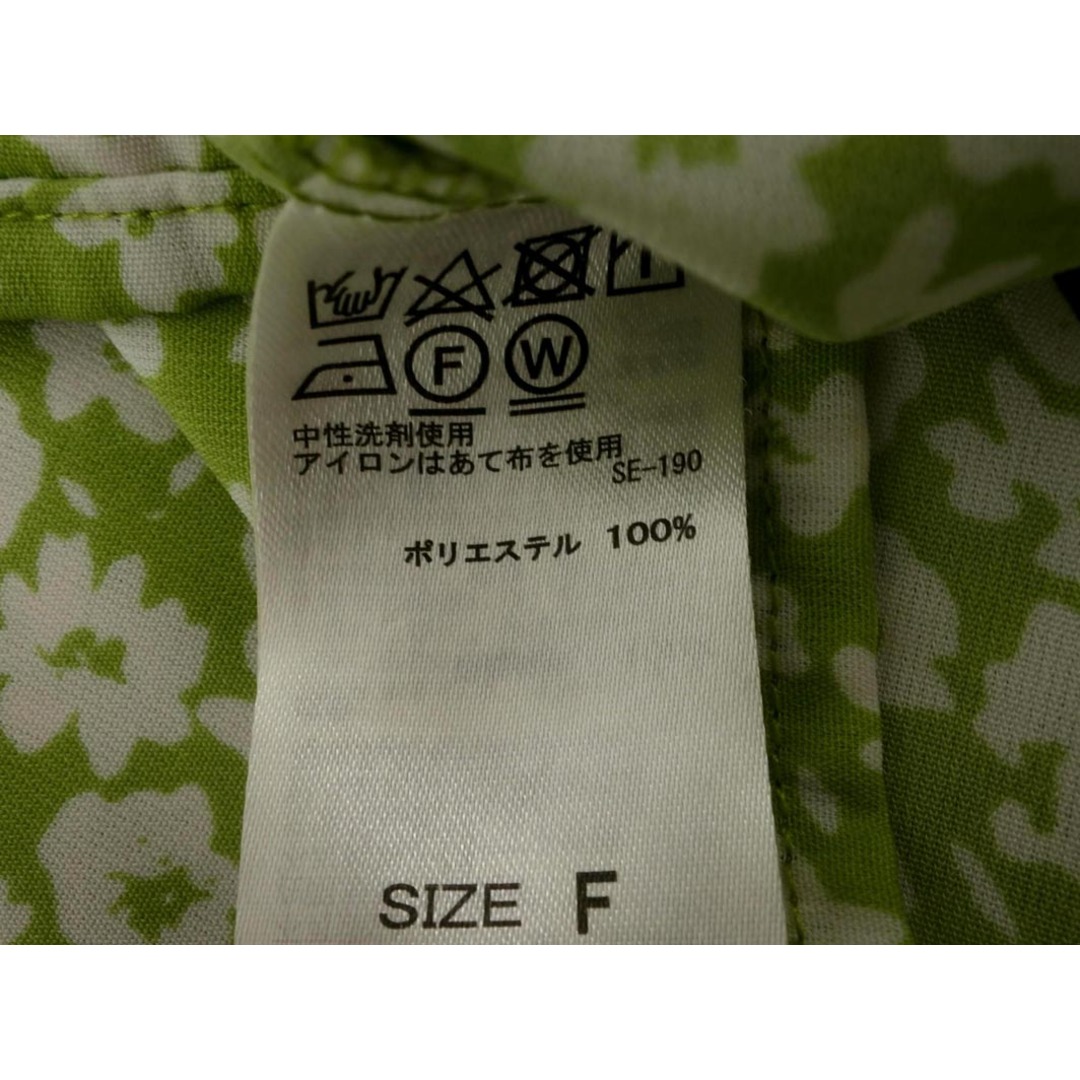 F W
中性洗剤使用
アイロンはあて布を使用
SE-190
ポリエステル 100%
SIZE F